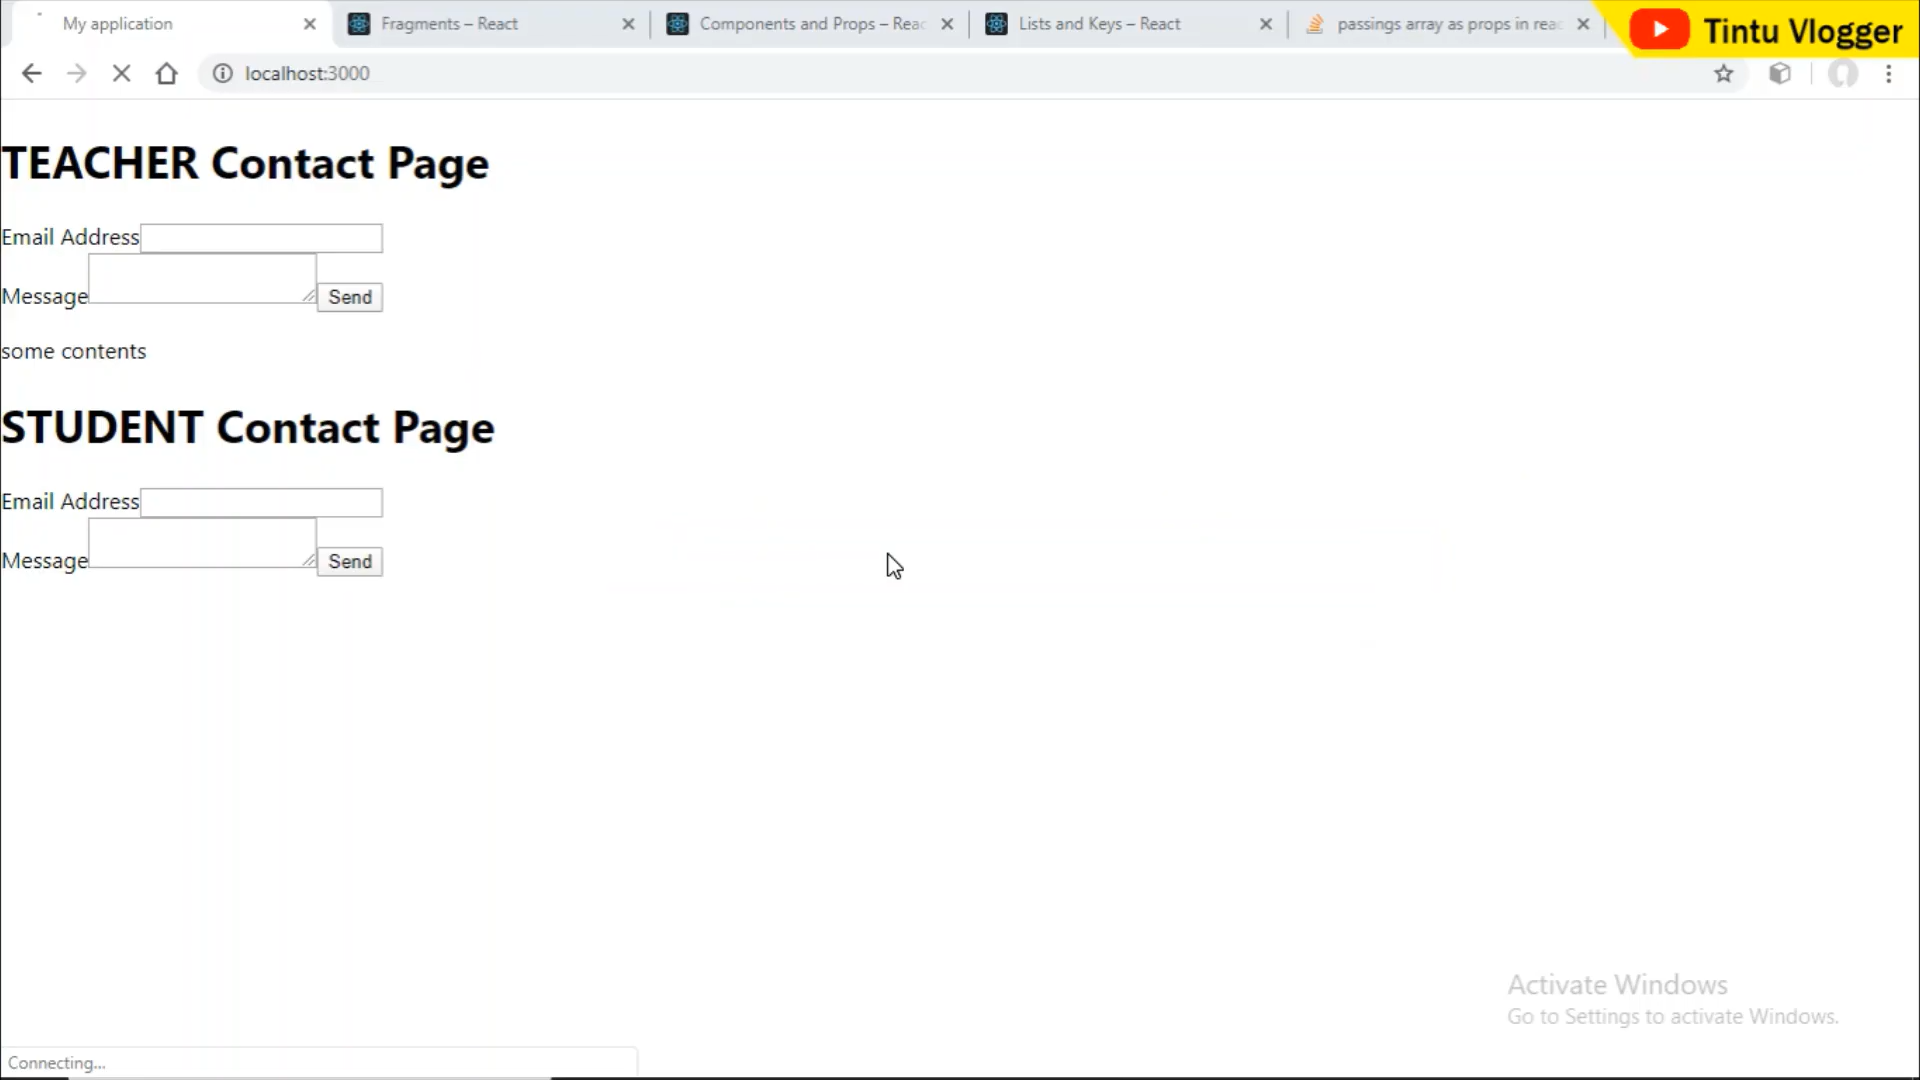 My application
Fragments – React
Components and Props – Reac
Lists and Keys – React
passings array as props in reac
Tintu Vlogger
localhost:3000
TEACHER Contact Page
Email Address
Message
Send
some contents
STUDENT Contact Page
Email Address
Message
Send
Activate Windows
Go to Settings to activate Windows.
Connecting...